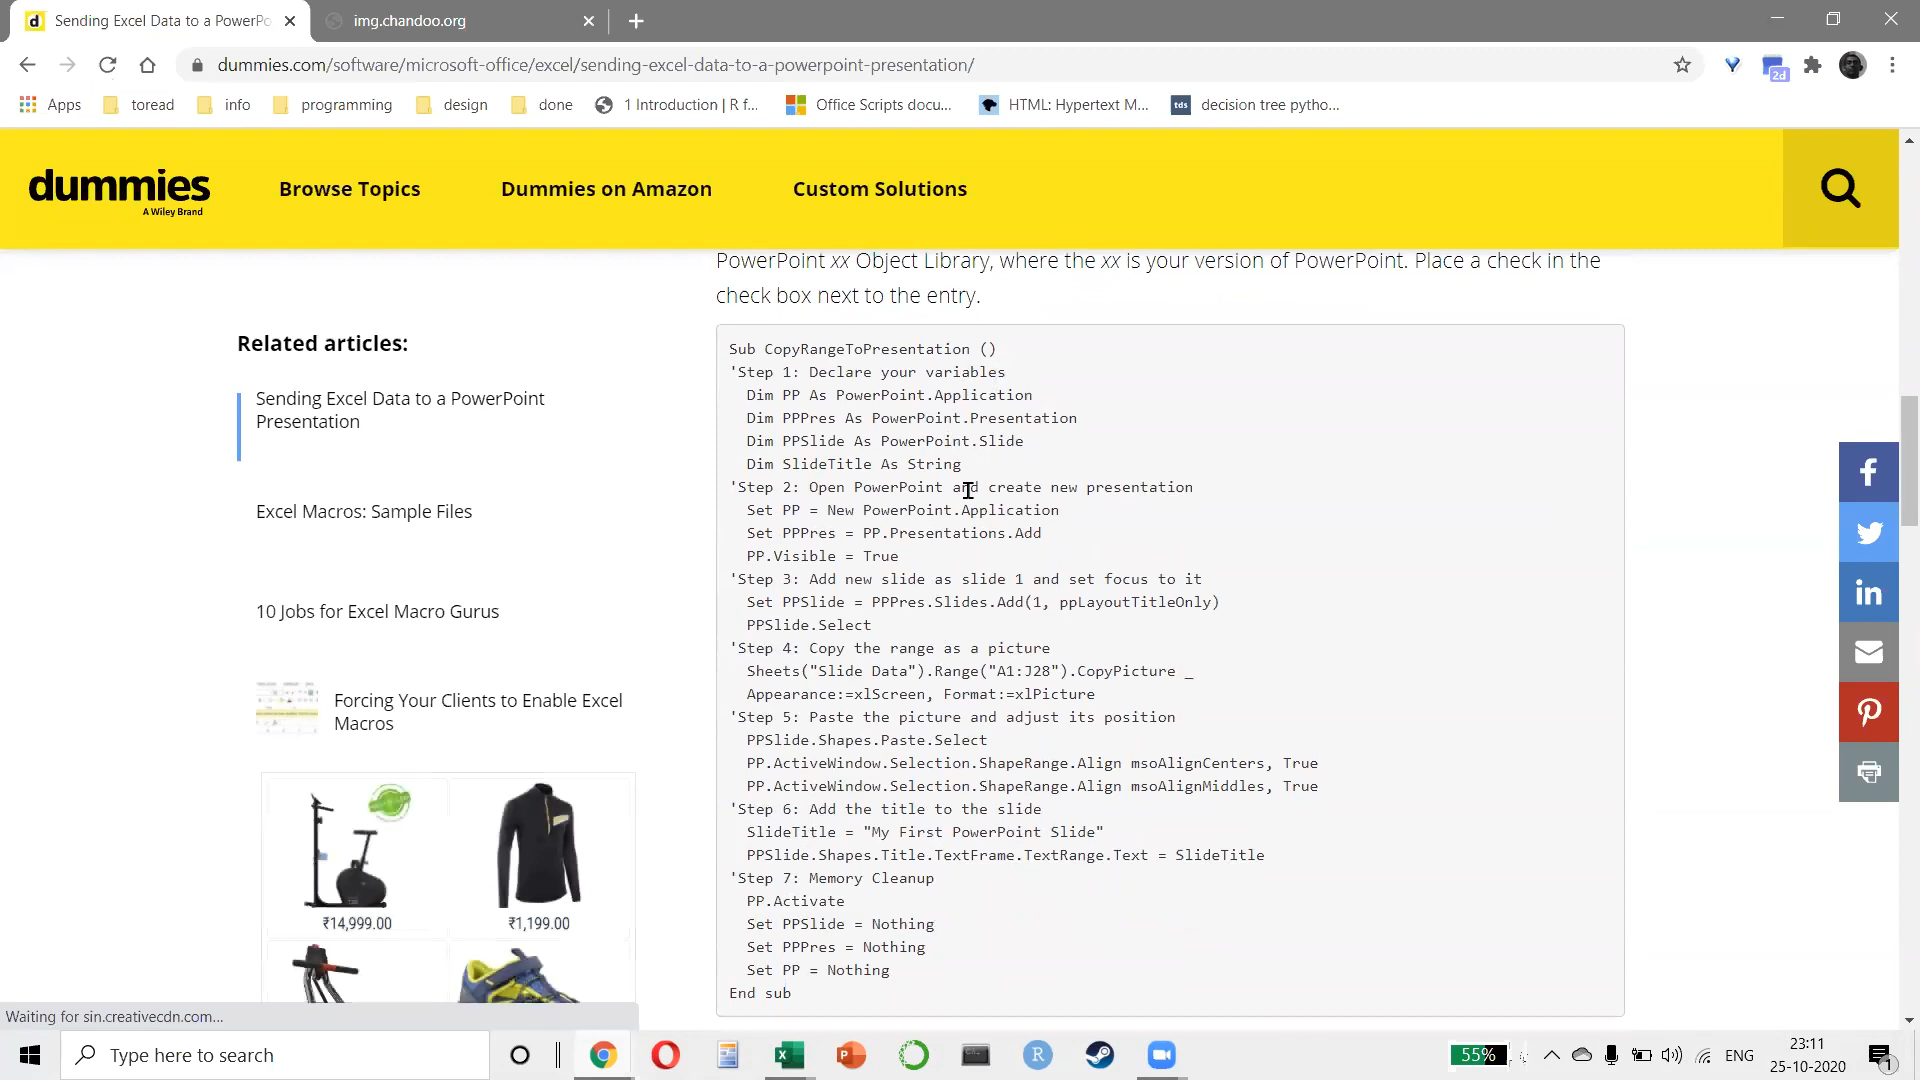 Sending Excel Data to a PowerPo
img.chandoo.org
dummies.com/software/microsoft-office/excel/sending-excel-data-to-a-powerpoint-presentation/
2d
Apps
toread
info
programming
design
done
1 Introduction | R f...
Office Scripts docu...
HTML: Hypertext M...
tds
decision tree pytho...
dummies
A Wiley Brand
Browse Topics
Dummies on Amazon
Custom Solutions
PowerPoint xx Object Library, where the xx is your version of PowerPoint. Place a check in the
check box next to the entry.
Related articles:
Sending Excel Data to a PowerPoint
Presentation
Excel Macros: Sample Files
10 Jobs for Excel Macro Gurus
Forcing Your Clients to Enable Excel
Macros
₹14,999.00
₹1,199.00
Sub CopyRangeToPresentation ()
'Step 1: Declare your variables
Dim PP As PowerPoint.Application
Dim PPPres As PowerPoint.Presentation
Dim PPSlide As PowerPoint.Slide
Dim SlideTitle As String
'Step 2: Open PowerPoint and create new presentation
Set PP = New PowerPoint.Application
Set PPPres = PP.Presentations.Add
PP.Visible = True
'Step 3: Add new slide as slide 1 and set focus to it
Set PPSlide = PPPres.Slides.Add(1, ppLayoutTitleOnly)
PPSlide.Select
'Step 4: Copy the range as a picture
Sheets("Slide Data").Range("A1:J28").CopyPicture _
Appearance:=xlScreen, Format:=xlPicture
'Step 5: Paste the picture and adjust its position
PPSlide.Shapes.Paste.Select
PP.ActiveWindow.Selection.ShapeRange.Align msoAlignCenters, True
PP.ActiveWindow.Selection.ShapeRange.Align msoAlignMiddles, True
'Step 6: Add the title to the slide
SlideTitle = "My First PowerPoint Slide"
PPSlide.Shapes.Title.TextFrame.TextRange.Text = SlideTitle
'Step 7: Memory Cleanup
PP.Activate
Set PPSlide = Nothing
Set PPPres = Nothing
Set PP = Nothing
End sub
Waiting for sin.creativecdn.com...
Type here to search
55%
ENG
23:11
25-10-2020
1